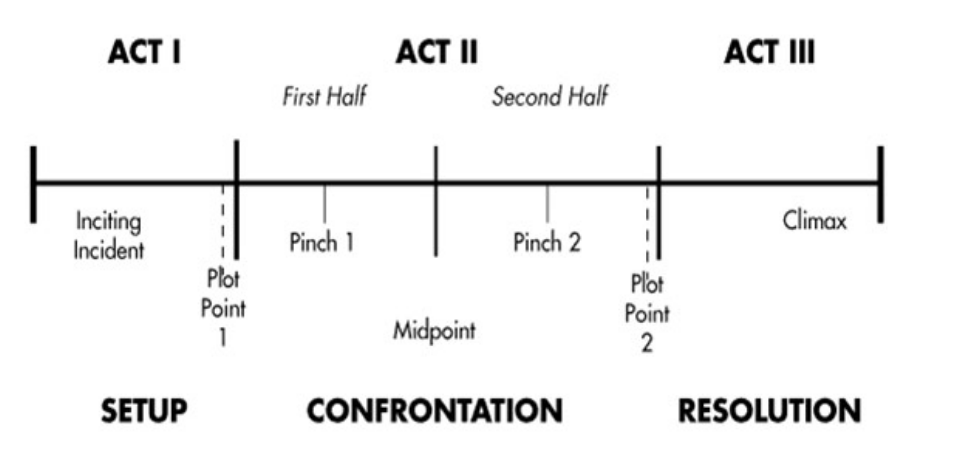 ACT I
ACT II
ACT III
First Half
Second Half
Inciting
Incident
Climax
Pinch 1
Pinch 2
Plot
Point
1
Plot
Point
2
Midpoint
SETUP
CONFRONTATION
RESOLUTION